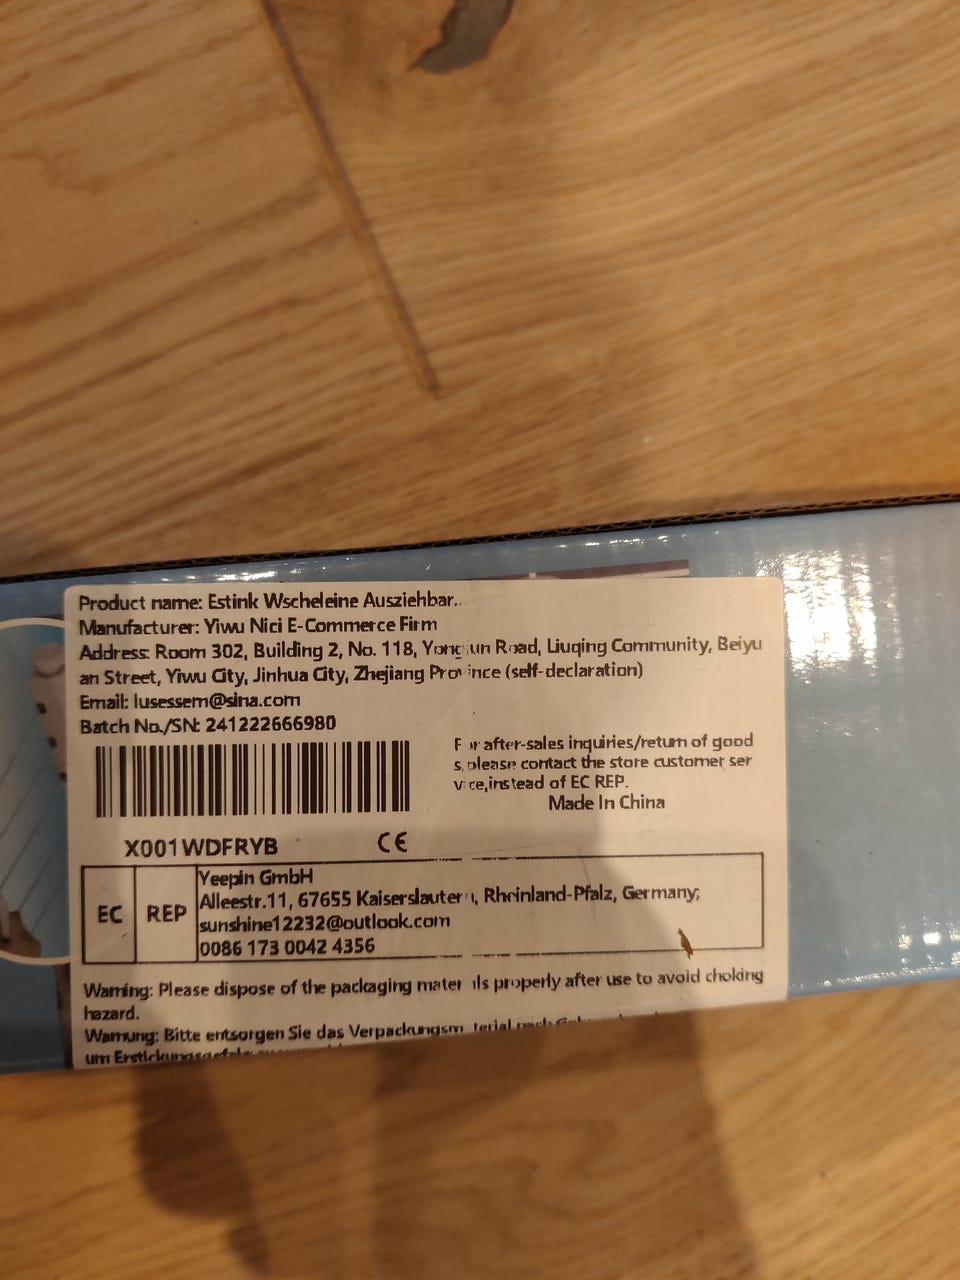 Product name: Estink Wscheleine Ausziehbar..
Manufacturer: Yiwu Nici E-Commerce Firm
Address: Room 302, Building 2, No. 118, Road, Liuqing Community, Beiyu
an Street, Yiwu City, Jinhua City, Zhejiang Province (self-declaration)
Email: lusessem@sina.com
Batch No./SN: 241222666980
For after-sales inquiries/return of good
s, please contact the store customer ser
vice,instead of EC REP.
Made In China
X001WDFRYB
CE
EC REP
Yeepin GmbH
Alleestr.11, 67655 Kaiserslautern, Rheinland-Pfalz, Germany;
sunshine12232@outlook.com
0086 173 0042 4356
Warning: Please dispose of the packaging materials properly after use to avoid choking
hazard.
Warnung: Bitte entsorgen Sie das Verpackungsmaterial nach
um